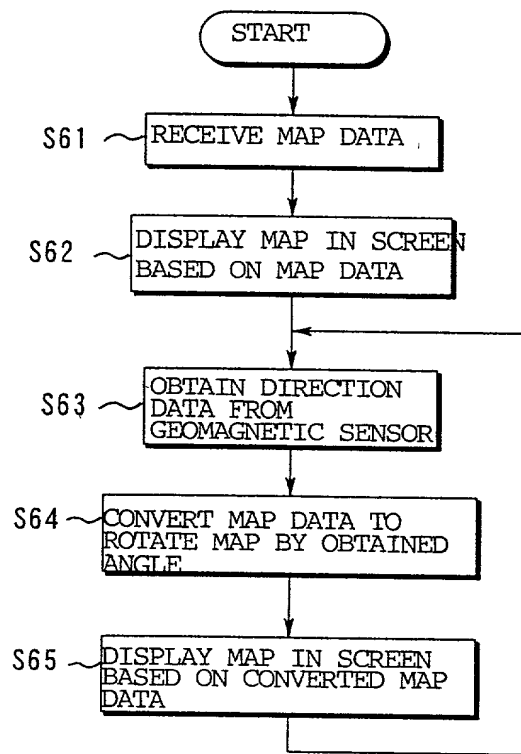 START
S61
RECEIVE MAP DATA
S62
DISPLAY MAP IN SCREEN
BASED ON MAP DATA
S63
OBTAIN DIRECTION
DATA FROM
GEOMAGNETIC SENSOR
S64
CONVERT MAP DATA TO
ROTATE MAP BY OBTAINED
ANGLE
S65
DISPLAY MAP IN SCREEN
BASED ON CONVERTED MAP
DATA